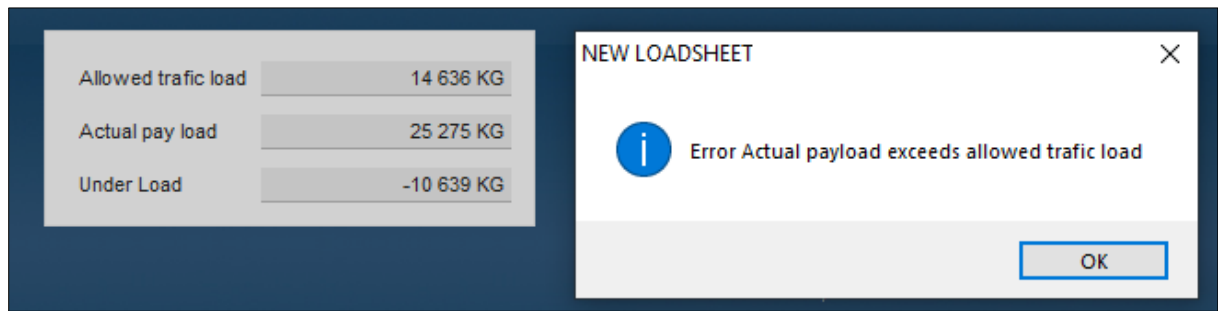 Allowed trafic load 14 636 KG
Actual pay load 25 275 KG
Under Load -10 639 KG
NEW LOADSHEET
Error Actual payload exceeds allowed trafic load
OK